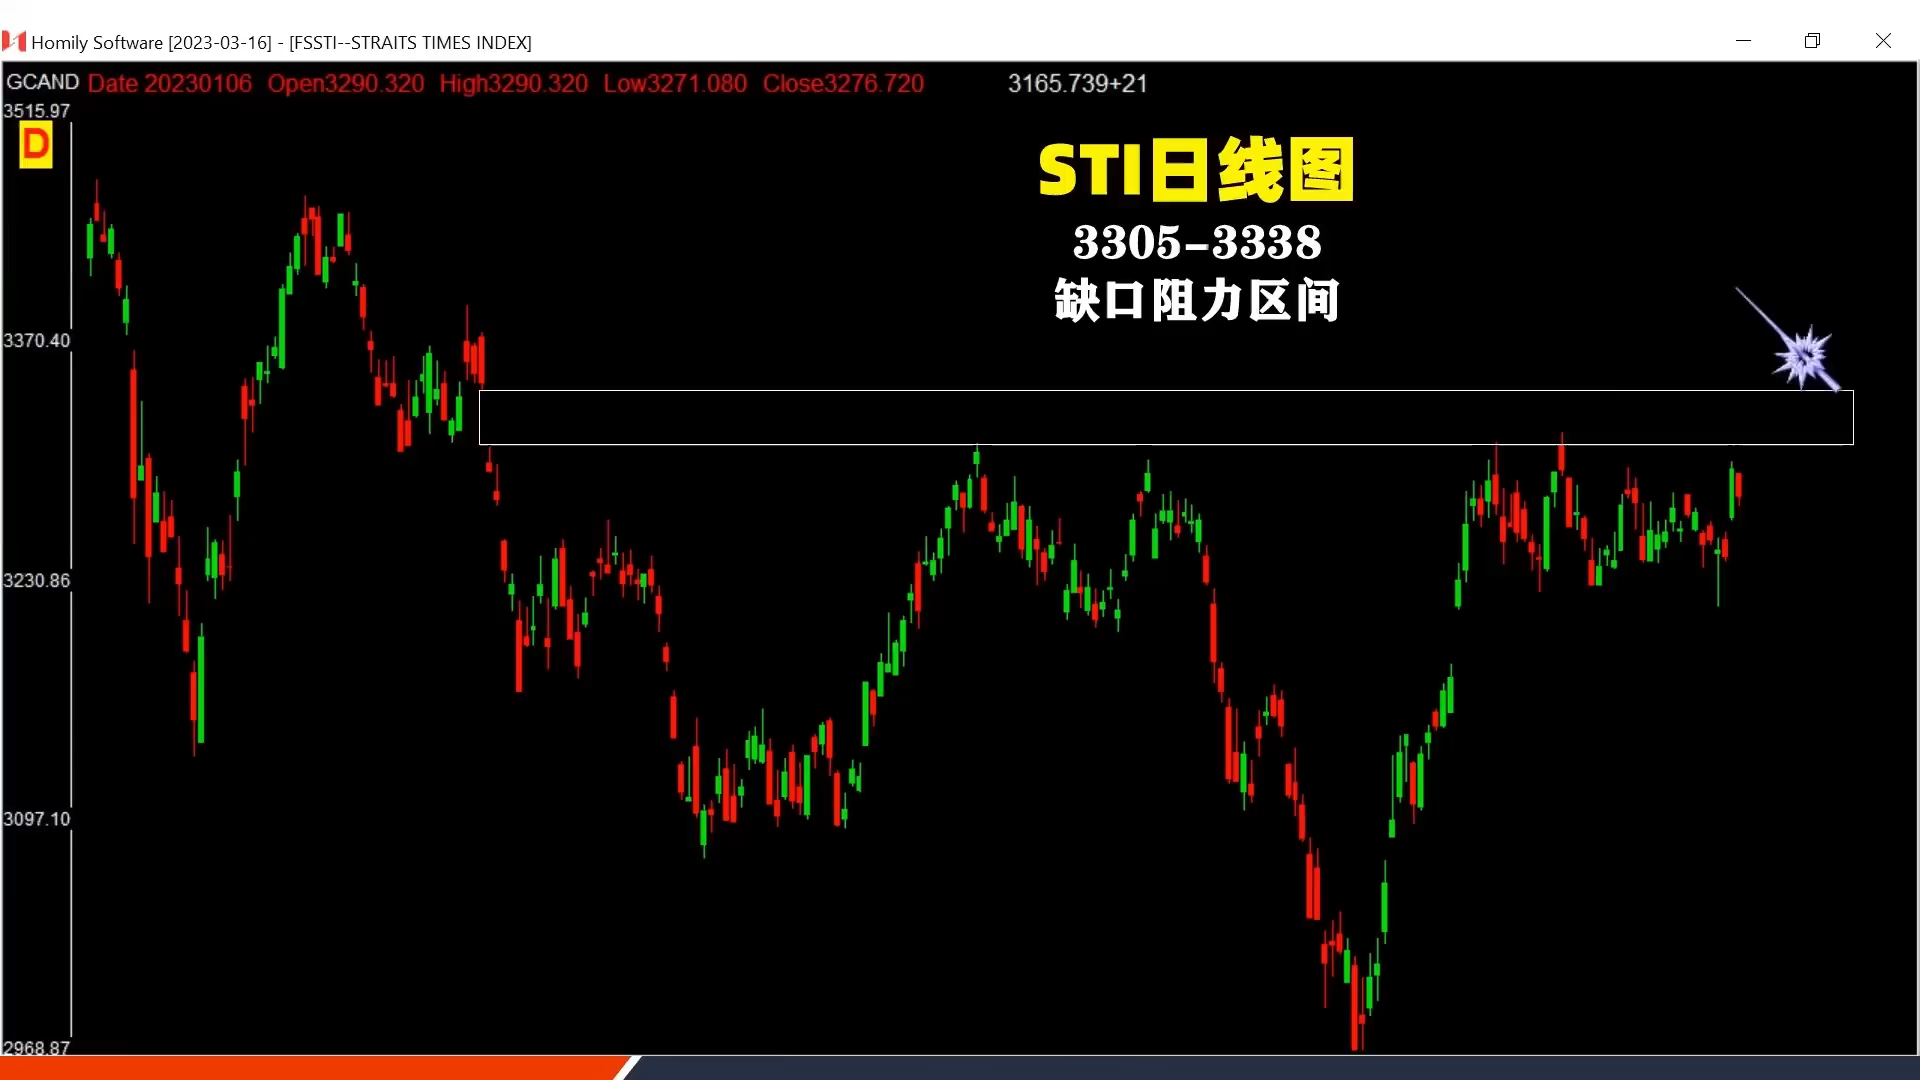 Homily Software [2023-03-16] - [FSSTI--STRAITS TIMES INDEX]
GCAND Date 20230106 Open3290.320 High3290.320 Low3271.080 Close3276.720 3165.739+21
3515.97
D
STI日线图
3305-3338
缺口阻力区间
3370.40
3230.86
3097.10
2968.87